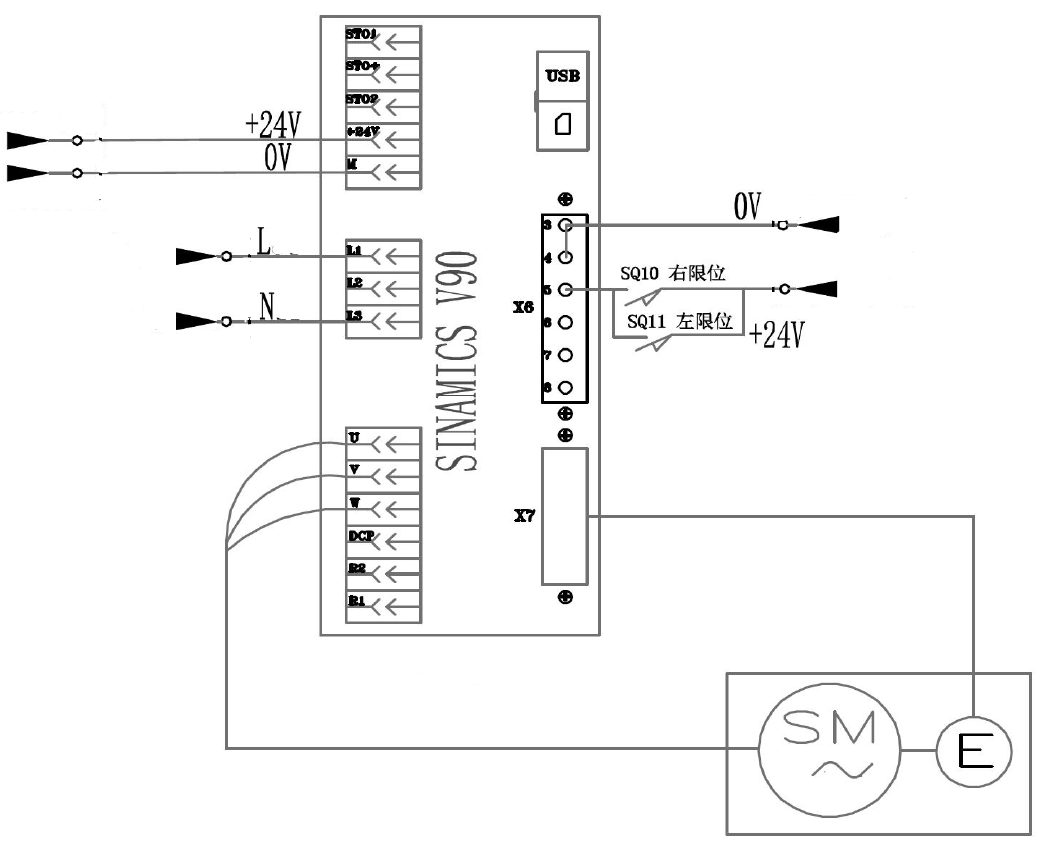 STO1
STO+
STO2
+24V
+24V
0V
M
USB
3
0V
4
L
L1
L2
5
SQ10 右限位
X6
N
L3
6
SQ11 左限位
+24V
7
8
SINAMICS V90
U
V
W
X7
DCP
R2
R1
SM
E